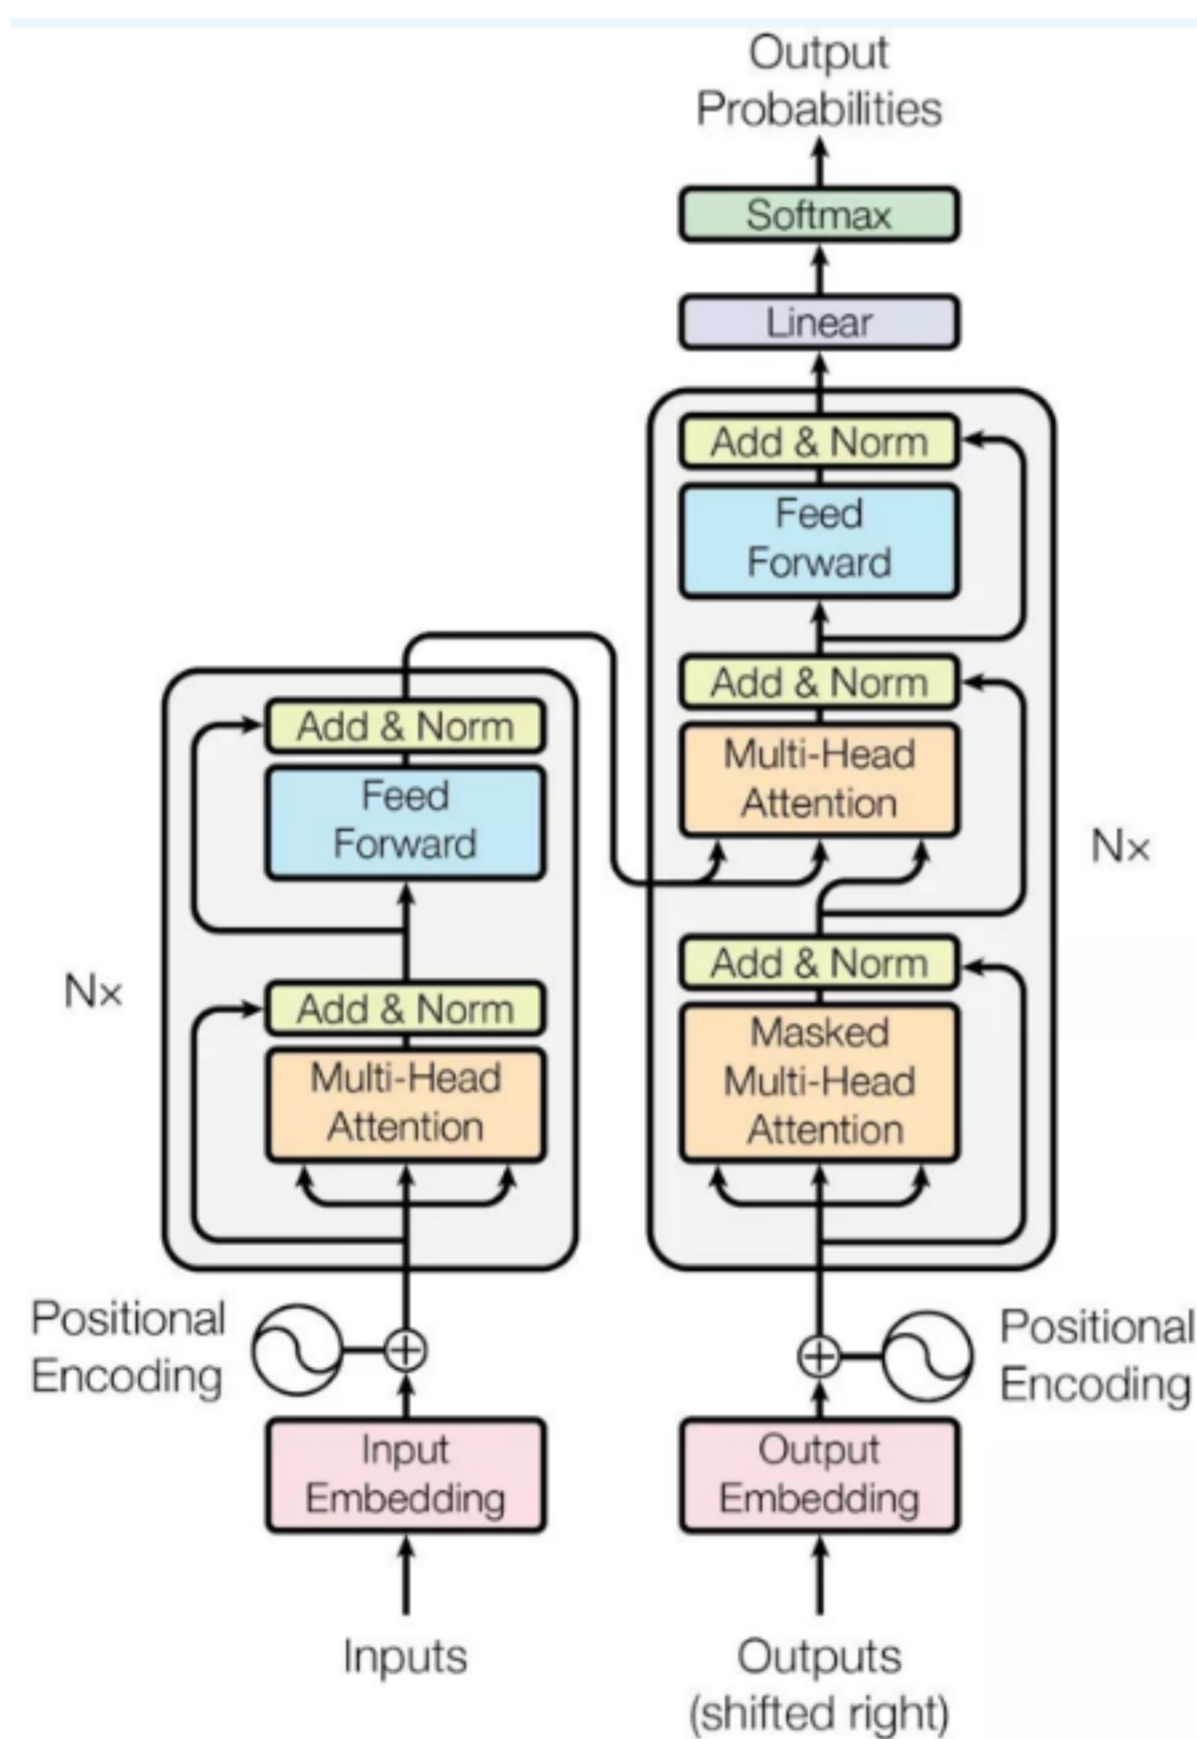 Output
Probabilities
Softmax
Linear
Add & Norm
Feed
Forward
Add & Norm
Multi-Head
Attention
Nx
Add & Norm
Masked
Multi-Head
Attention
Positional
Encoding
Output
Embedding
Outputs
(shifted right)
Add & Norm
Feed
Forward
Nx
Add & Norm
Multi-Head
Attention
Positional
Encoding
Input
Embedding
Inputs